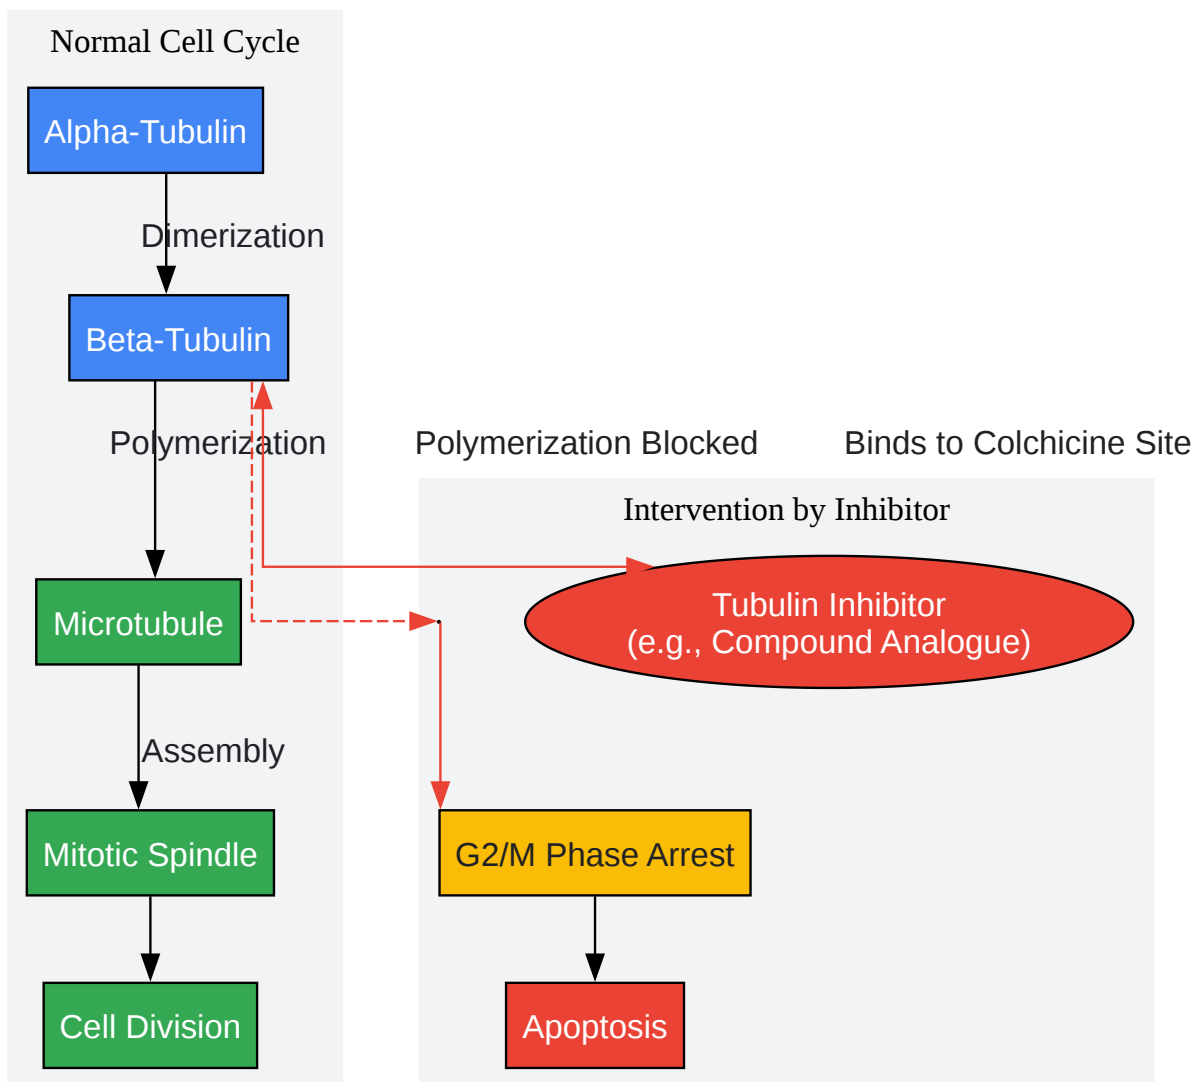 Normal Cell Cycle
Alpha-Tubulin
Dimerization
Beta-Tubulin
Polymerization
Polymerization Blocked
Binds to Colchicine Site
Intervention by Inhibitor
Tubulin Inhibitor
(e.g., Compound Analogue)
Microtubule
Assembly
Mitotic Spindle
G2/M Phase Arrest
Cell Division
Apoptosis